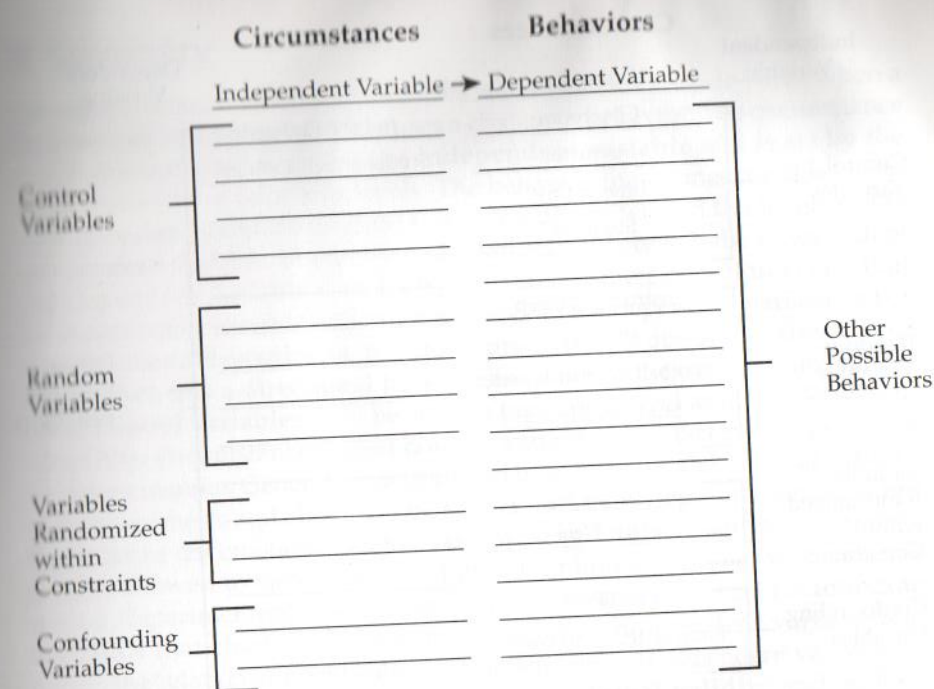 Circumstances
Behaviors
Independent Variable → Dependent Variable
Control
Variables
Random
Variables
Variables
Randomized
within
Constraints
Confounding
Variables
Other
Possible
Behaviors